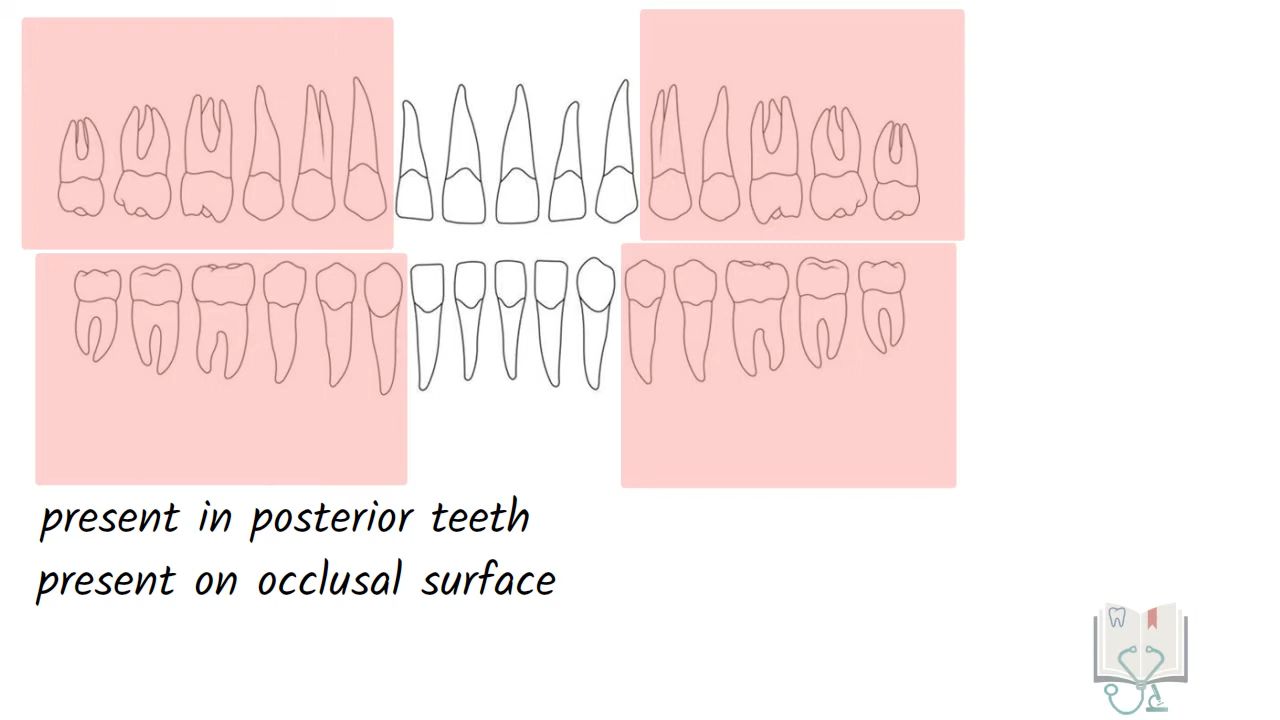 present in posterior teeth
present on occlusal surface